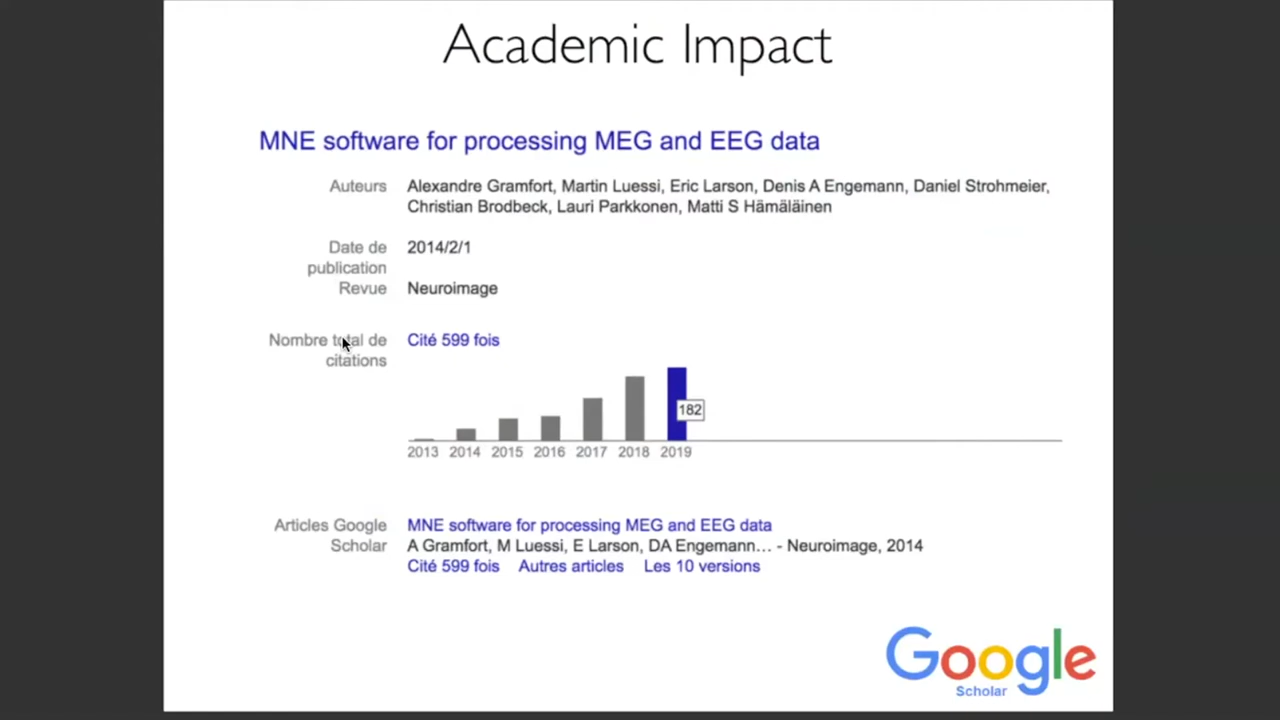 Academic Impact
MNE software for processing MEG and EEG data
Auteurs
Alexandre Gramfort, Martin Luessi, Eric Larson, Denis A Engemann, Daniel Strohmeier,
Christian Brodbeck, Lauri Parkkonen, Matti S Hämäläinen
Date de
publication
2014/2/1
Revue
Neuroimage
Nombre total de
citations
Cité 599 fois
182
2013 2014 2015 2016 2017 2018 2019
Articles Google
Scholar
MNE software for processing MEG and EEG data
A Gramfort, M Luessi, E Larson, DA Engemann... - Neuroimage, 2014
Cité 599 fois Autres articles Les 10 versions
Google
Scholar